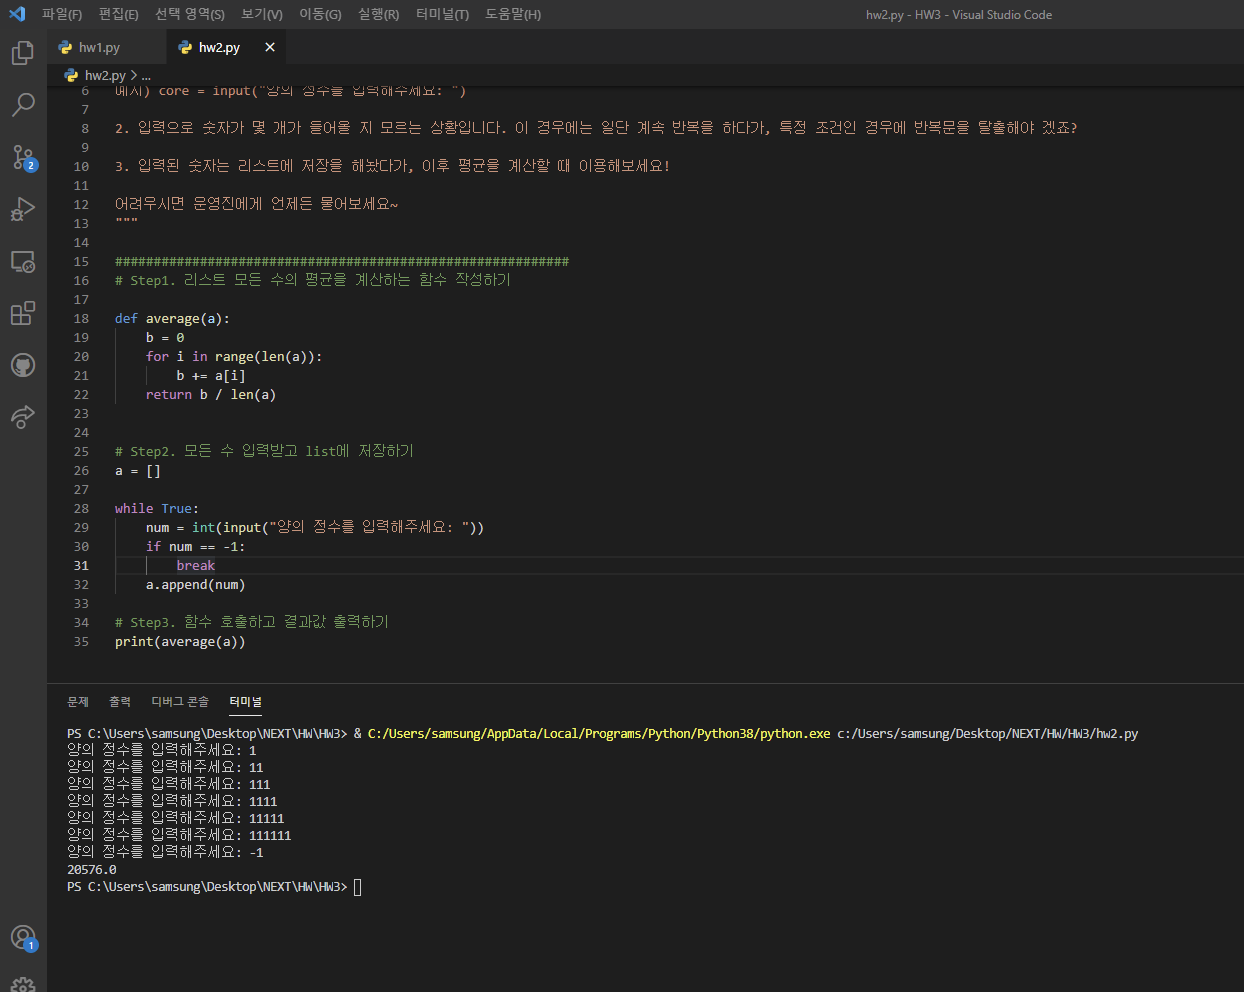 파일(F) 편집(E) 선택 영역(S) 보기(V) 이동(G) 실행(R) 터미널(T) 도움말(H) hw2.py - HW3 - Visual Studio Code
hw1.py hw2.py
hw2.py > ...
6 예시) core = input("양의 정수를 입력해주세요: ")
7
8 2. 입력으로 숫자가 몇 개가 들어올 지 모르는 상황입니다. 이 경우에는 일단 계속 반복을 하다가, 특정 조건인 경우에 반복문을 탈출해야 겠죠?
9
10 3. 입력된 숫자는 리스트에 저장을 해놨다가, 이후 평균을 계산할 때 이용해보세요!
11
12 어려우시면 운영진에게 언제든 물어보세요~
13 """
14
15 ###########################################################
16 # Step1. 리스트 모든 수의 평균을 계산하는 함수 작성하기
17
18 def average(a):
19     b = 0
20     for i in range(len(a)):
21         b += a[i]
22     return b / len(a)
23
24
25 # Step2. 모든 수 입력받고 list에 저장하기
26 a = []
27
28 while True:
29     num = int(input("양의 정수를 입력해주세요: "))
30     if num == -1:
31         break
32     a.append(num)
33
34 # Step3. 함수 호출하고 결과값 출력하기
35 print(average(a))
문제 출력 디버그 콘솔 터미널
PS C:\Users\samsung\Desktop\NEXT\HW\HW3> & C:/Users/samsung/AppData/Local/Programs/Python/Python38/python.exe c:/Users/samsung/Desktop/NEXT/HW/HW3/hw2.py
양의 정수를 입력해주세요: 1
양의 정수를 입력해주세요: 11
양의 정수를 입력해주세요: 111
양의 정수를 입력해주세요: 1111
양의 정수를 입력해주세요: 11111
양의 정수를 입력해주세요: 111111
양의 정수를 입력해주세요: -1
20576.0
PS C:\Users\samsung\Desktop\NEXT\HW\HW3>
2
1